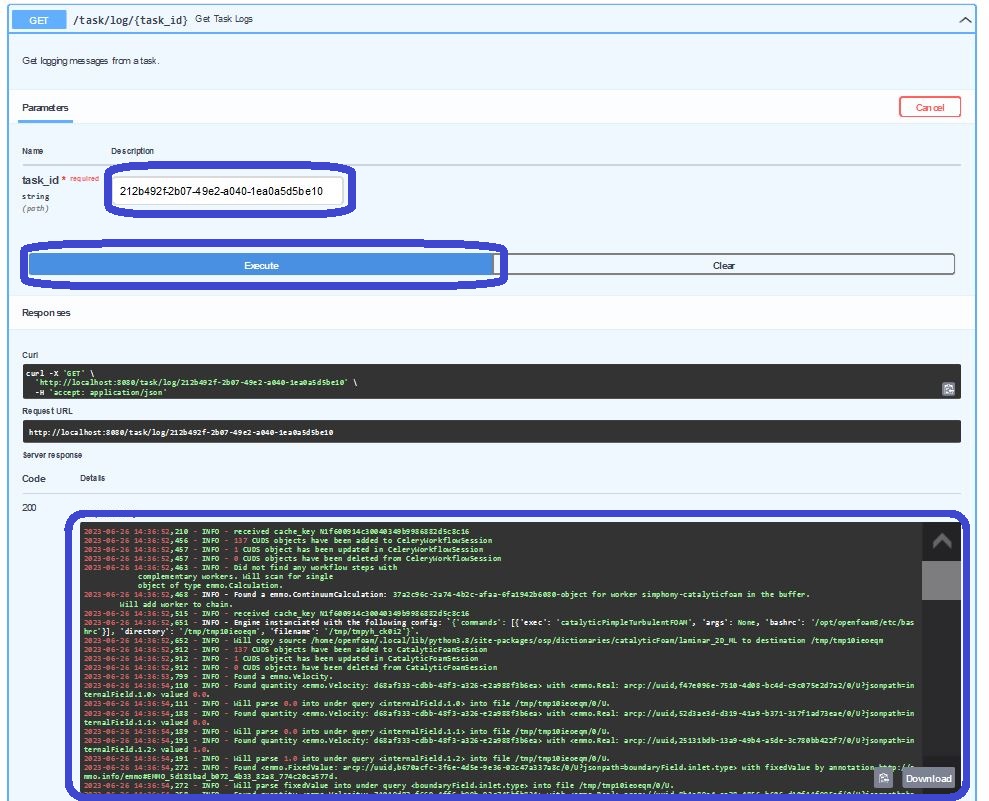 GET /task/log/{task_id} Get Task Logs
Get logging messages from a task.
Parameters
Cancel
Name Description
task_id * required
string
(path)
212b492f-2b07-49e2-a040-1ea0a5d5be10
Execute
Clear
Responses
Curl
curl -X 'GET' \
'http://localhost:8080/task/log/212b492f-2b07-49e2-a040-1ea0a5d5be10' \
-H 'accept: application/json'
Request URL
http://localhost:8080/task/log/212b492f-2b07-49e2-a040-1ea0a5d5be10
Server response
Code Details
200
2023-06-26 14:36:52,210 - INFO - received cache_key N1f600914c30040349b9986882d5c8c16
2023-06-26 14:36:52,456 - INFO - 137 CUDS objects have been added to CeleryWorkflowSession
2023-06-26 14:36:52,457 - INFO - 1 CUDS object has been updated in CeleryWorkflowSession
2023-06-26 14:36:52,457 - INFO - 0 CUDS objects have been deleted from CeleryWorkflowSession
2023-06-26 14:36:52,463 - INFO - Did not find any workflow steps with
complementary workers. Will scan for single
object of type emmo.Calculation.
2023-06-26 14:36:52,468 - INFO - Found a emmo.ContinuumCalculation: 37a2c96c-2a74-4b2c-afaa-6fa1942b6080-object for worker simphony-catalyticfoam in the buffer.
Will add worker to chain.
2023-06-26 14:36:52,515 - INFO - received cache_key N1f600914c30040349b9986882d5c8c16
2023-06-26 14:36:52,651 - INFO - Engine instanciated with the following config: `{'commands': [{'exec': 'catalyticPimpleTurbulentFOAM', 'args': None, 'bashrc': '/opt/openfoam8/etc/bas
hrc'}], 'directory': '/tmp/tmp10ieoeqm', 'filename': '/tmp/tmpyh_ck0i2'}`.
2023-06-26 14:36:52,652 - INFO - Will copy source /home/openfoam/.local/lib/python3.8/site-packages/osp/dictionaries/catalyticFoam/laminar_2D_ML to destination /tmp/tmp10ieoeqm
2023-06-26 14:36:52,912 - INFO - 137 CUDS objects have been added to CatalyticFoamSession
2023-06-26 14:36:52,912 - INFO - 1 CUDS object has been updated in CatalyticFoamSession
2023-06-26 14:36:52,912 - INFO - 0 CUDS objects have been deleted from CatalyticFoamSession
2023-06-26 14:36:53,799 - INFO - Found a emmo.Velocity.
2023-06-26 14:36:54,110 - INFO - Found quantity <emmo.Velocity: d68af333-cdbb-48f3-a326-e2a988f3b6ea> with <emmo.Real: arcp://uuid,f47e096e-7510-4d08-bc4d-c9c075e2d7a2/0/U?jsonpath=in
ternalField.1.0> valued 0.0.
2023-06-26 14:36:54,111 - INFO - Will parse 0.0 into under query <internalField.1.0> into file /tmp/tmp10ieoeqm/0/U.
2023-06-26 14:36:54,188 - INFO - Found quantity <emmo.Velocity: d68af333-cdbb-48f3-a326-e2a988f3b6ea> with <emmo.Real: arcp://uuid,52d3ae3d-d319-41a9-b371-317f1ad73eae/0/U?jsonpath=in
ternalField.1.1> valued 0.0.
2023-06-26 14:36:54,189 - INFO - Will parse 0.0 into under query <internalField.1.1> into file /tmp/tmp10ieoeqm/0/U.
2023-06-26 14:36:54,191 - INFO - Found quantity <emmo.Velocity: d68af333-cdbb-48f3-a326-e2a988f3b6ea> with <emmo.Real: arcp://uuid,25131bdb-13a9-49b4-a5de-3c780bb422f7/0/U?jsonpath=in
ternalField.1.2> valued 1.0.
2023-06-26 14:36:54,191 - INFO - Will parse 1.0 into under query <internalField.1.2> into file /tmp/tmp10ieoeqm/0/U.
2023-06-26 14:36:54,272 - INFO - Found <emmo.FixedValue: arcp://uuid,b670acfc-3f6e-4d5e-9e36-02c47a337a8c/0/U?jsonpath=boundaryField.inlet.type> with fixedValue by annotation http://e
mmo.info/emmo#EMMO_5d181bad_b072_4b33_82a8_774c20ca577d.
2023-06-26 14:36:54,272 - INFO - Will parse fixedValue into under query <boundaryField.inlet.type> into file /tmp/tmp10ieoeqm/0/U.
Download